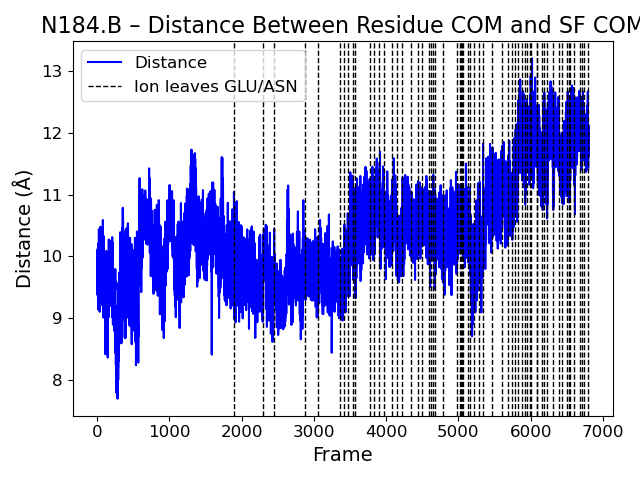 N184.B – Distance Between Residue COM and SF COM
Distance
Ion leaves GLU/ASN
Distance (Å)
13
12
11
10
9
8
0 1000 2000 3000 4000 5000 6000 7000
Frame